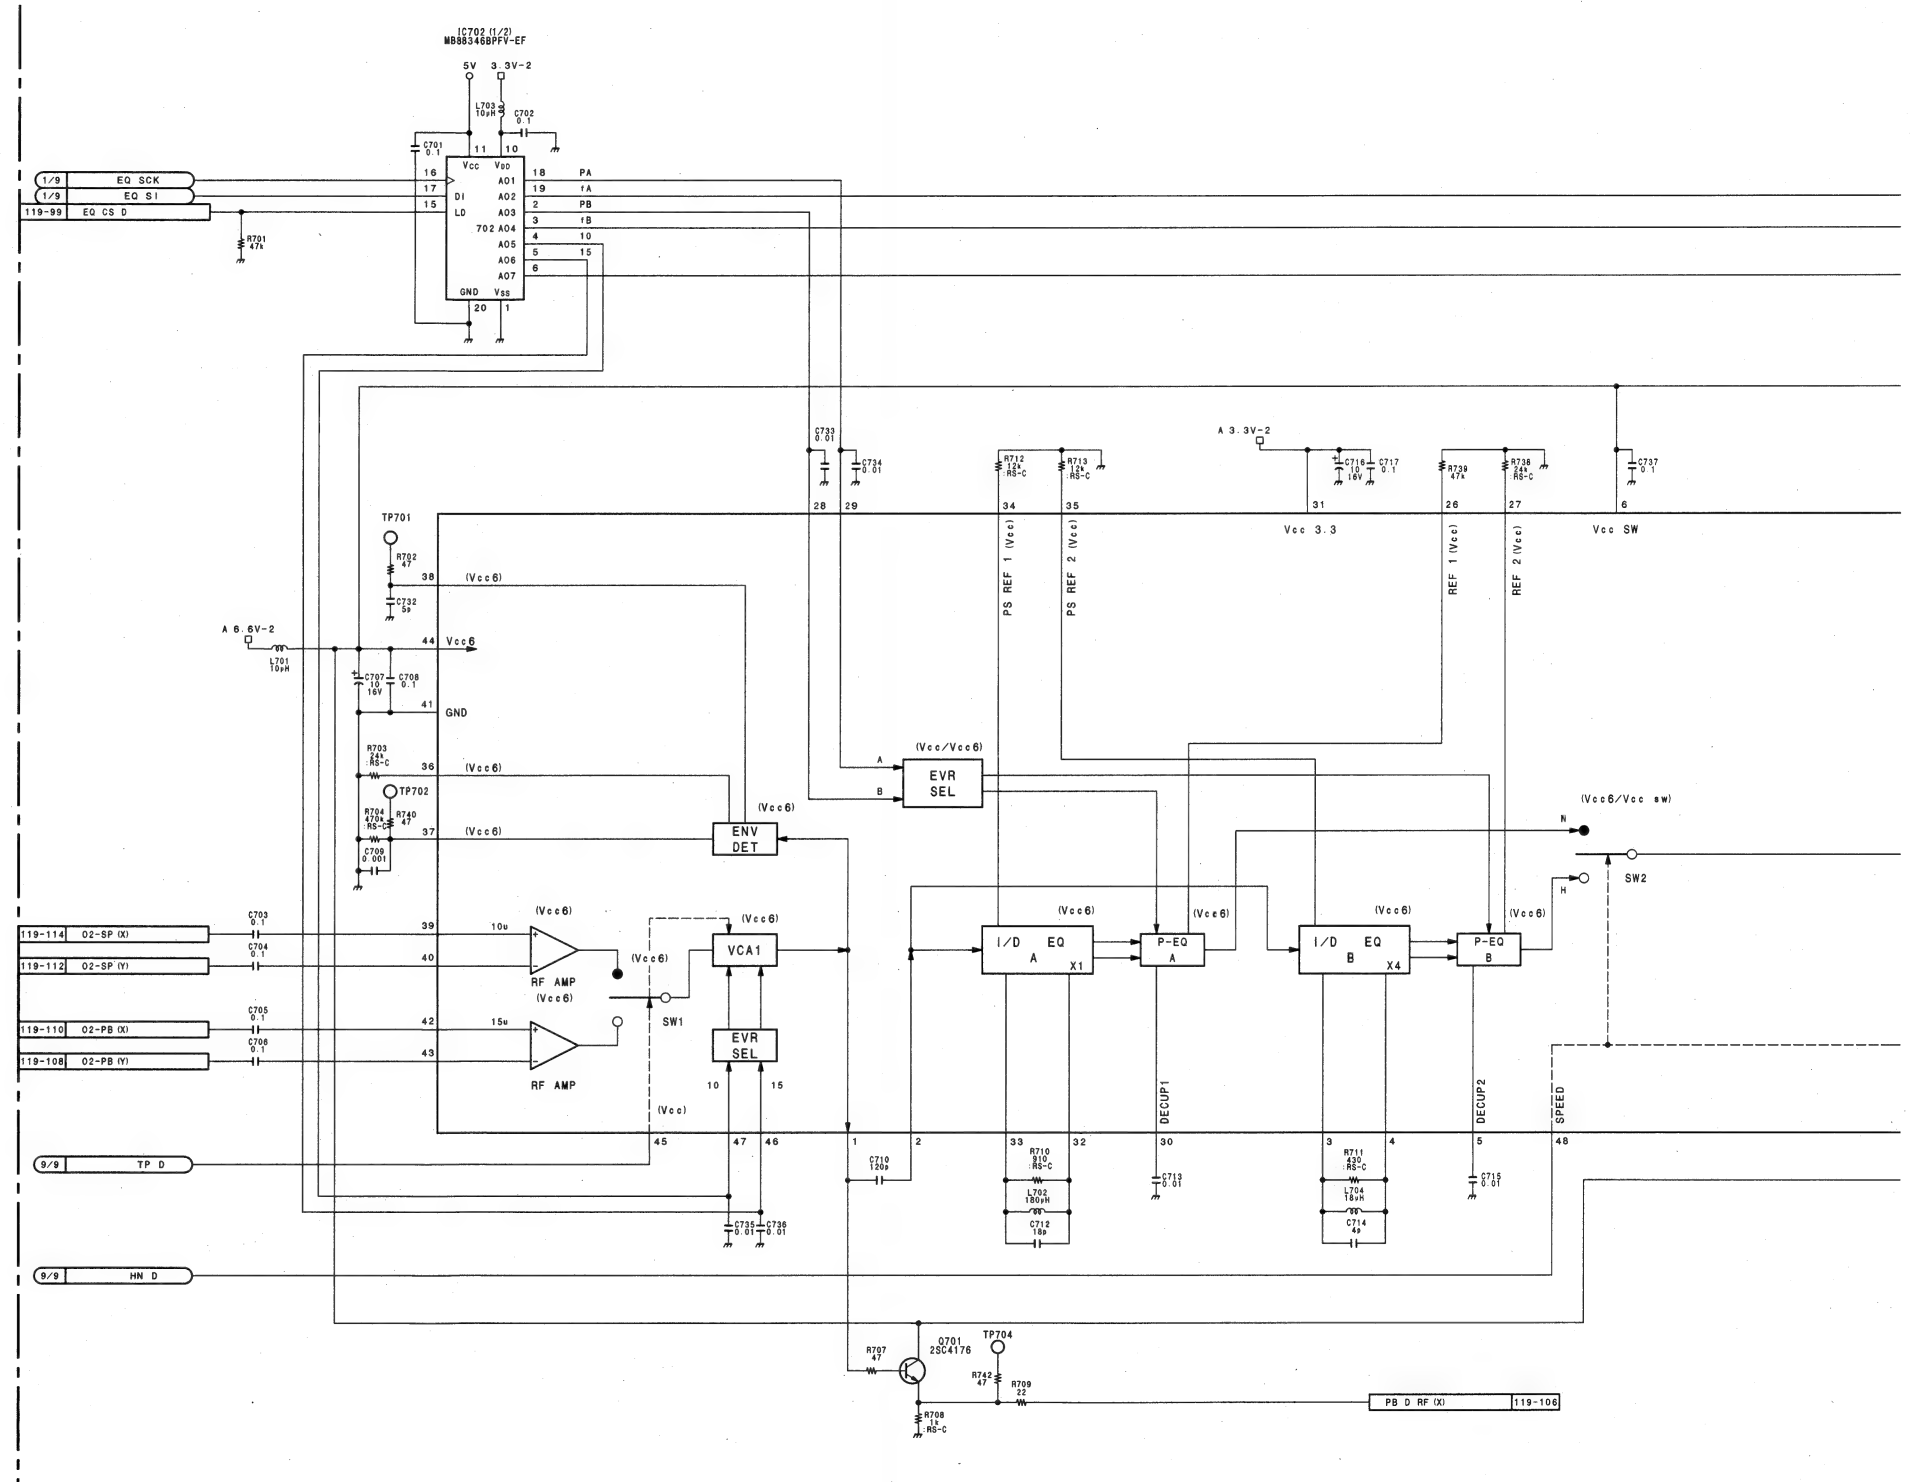 IC702 (1/2)
MB88346BPFV-EF
5V 3.3V-2
L703
10μH
C702
0.1
C701
0.1
11 10
Vcc VDD
1/9 EQ SCK
1/9 EQ SI
119-99 EQ CS D
R701
47k
16
17 DI
15 LD
702
AO1 18 PA
AO2 19 fA
AO3 2 PB
AO4 3 fB
AO5 4 10
AO6 5 15
AO7 6
GND Vss
20 1
C733
0.01
C734
0.01
R712
12k
:RS-C
R713
12k
:RS-C
A 3.3V-2
C716
10
16V
C717
0.1
R739
47k
R738
24k
:RS-C
C737
0.1
28 29 34 35 31 26 27 6
PS REF 1 (Vcc)
PS REF 2 (Vcc)
Vcc 3.3
REF 1 (Vcc)
REF 2 (Vcc)
Vcc SW
TP701
R702
47
38 (Vcc6)
C732
5p
A 6.6V-2
L701
10μH
44 Vcc6
C707
10
16V
C708
0.1
41 GND
R703
24k
:RS-C
36 (Vcc6)
TP702
R704
470k
:RS-C
R740
47
37 (Vcc6)
C709
0.001
(Vcc6)
ENV
DET
(Vcc/Vcc6)
A
B
EVR
SEL
(Vcc6/Vcc sw)
N
H
SW2
119-114 02-SP (X)
C703
0.1
39 10u
119-112 02-SP (Y)
C704
0.1
40
(Vcc6)
RF AMP
(Vcc6)
(Vcc6)
SW1
119-110 02-PB (X)
C705
0.1
42 15u
119-108 02-PB (Y)
C706
0.1
43
RF AMP
(Vcc6)
VCA1
EVR
SEL
10 15
(Vcc)
(Vcc6)
I/D EQ
A X1
(Vcc6)
P-EQ
A
(Vcc6)
I/D EQ
B X4
(Vcc6)
P-EQ
B
DECUP1
DECUP2
SPEED
45 47 46 1 2 33 32 30 3 4 5 48
9/9 TP D
C710
120p
R710
910
:RS-C
L702
180μH
C712
18p
C713
0.01
R711
430
:RS-C
L704
18μH
C714
4p
C715
0.01
C735
0.01
C736
0.01
9/9 HN D
R707
47
Q701
2SC4176
TP704
R742
47
R709
22
R708
1k
:RS-C
PB D RF (X) 119-106